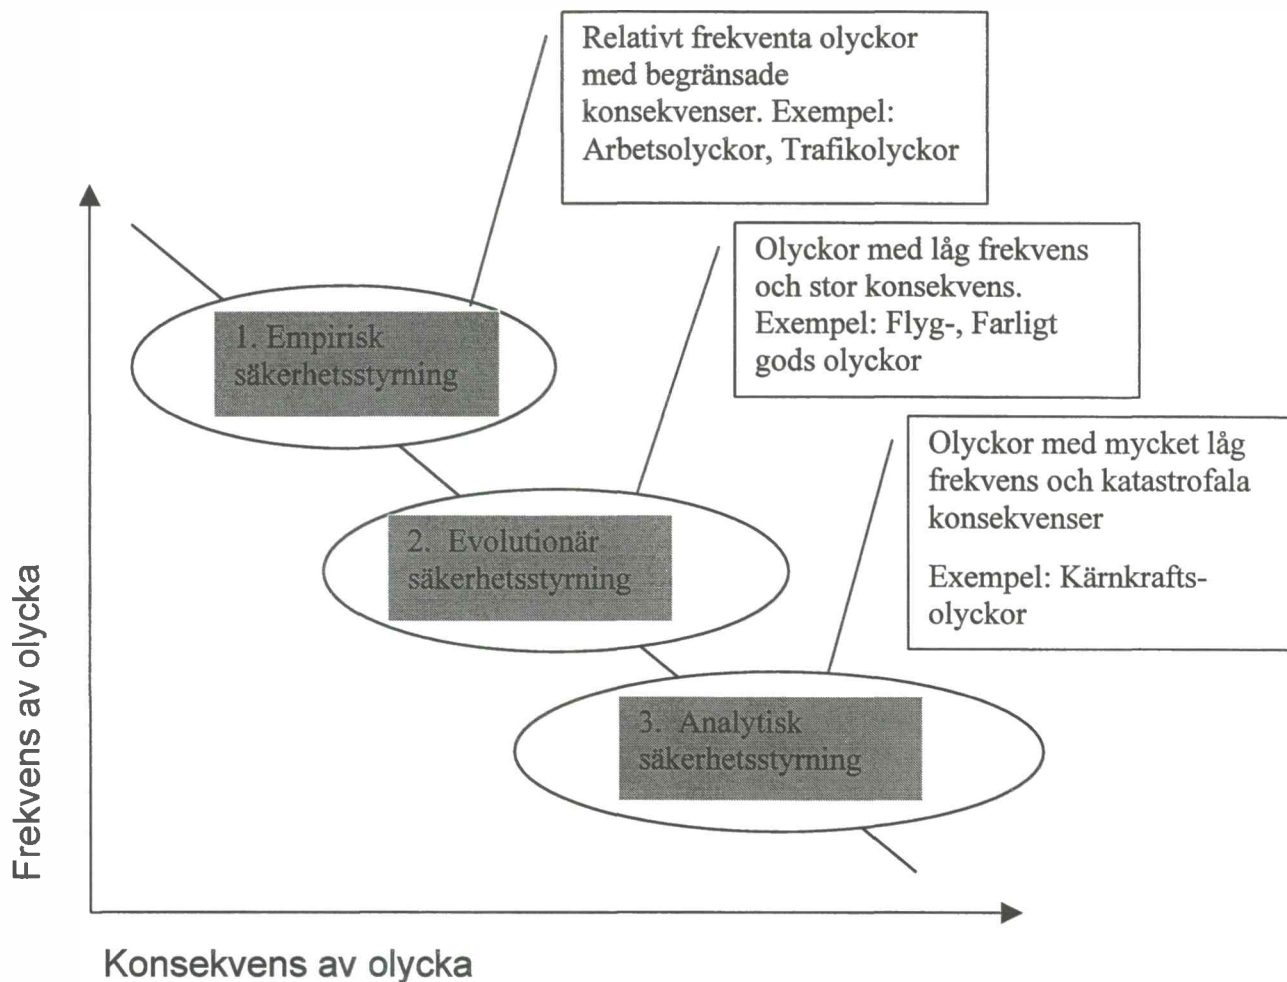 Relativt frekventa olyckor
med begränsade
konsekvenser. Exempel:
Arbetsolyckor, Trafikolyckor
Olyckor med låg frekvens
och stor konsekvens.
Exempel: Flyg-, Farligt
gods olyckor
Olyckor med mycket låg
frekvens och katastrofala
konsekvenser
Exempel: Kärnkrafts-
olyckor
1. Empirisk
säkerhetsstyrning
2. Evolutionär
säkerhetsstyrning
3. Analytisk
säkerhetsstyrning
Frekvens av olycka
Konsekvens av olycka